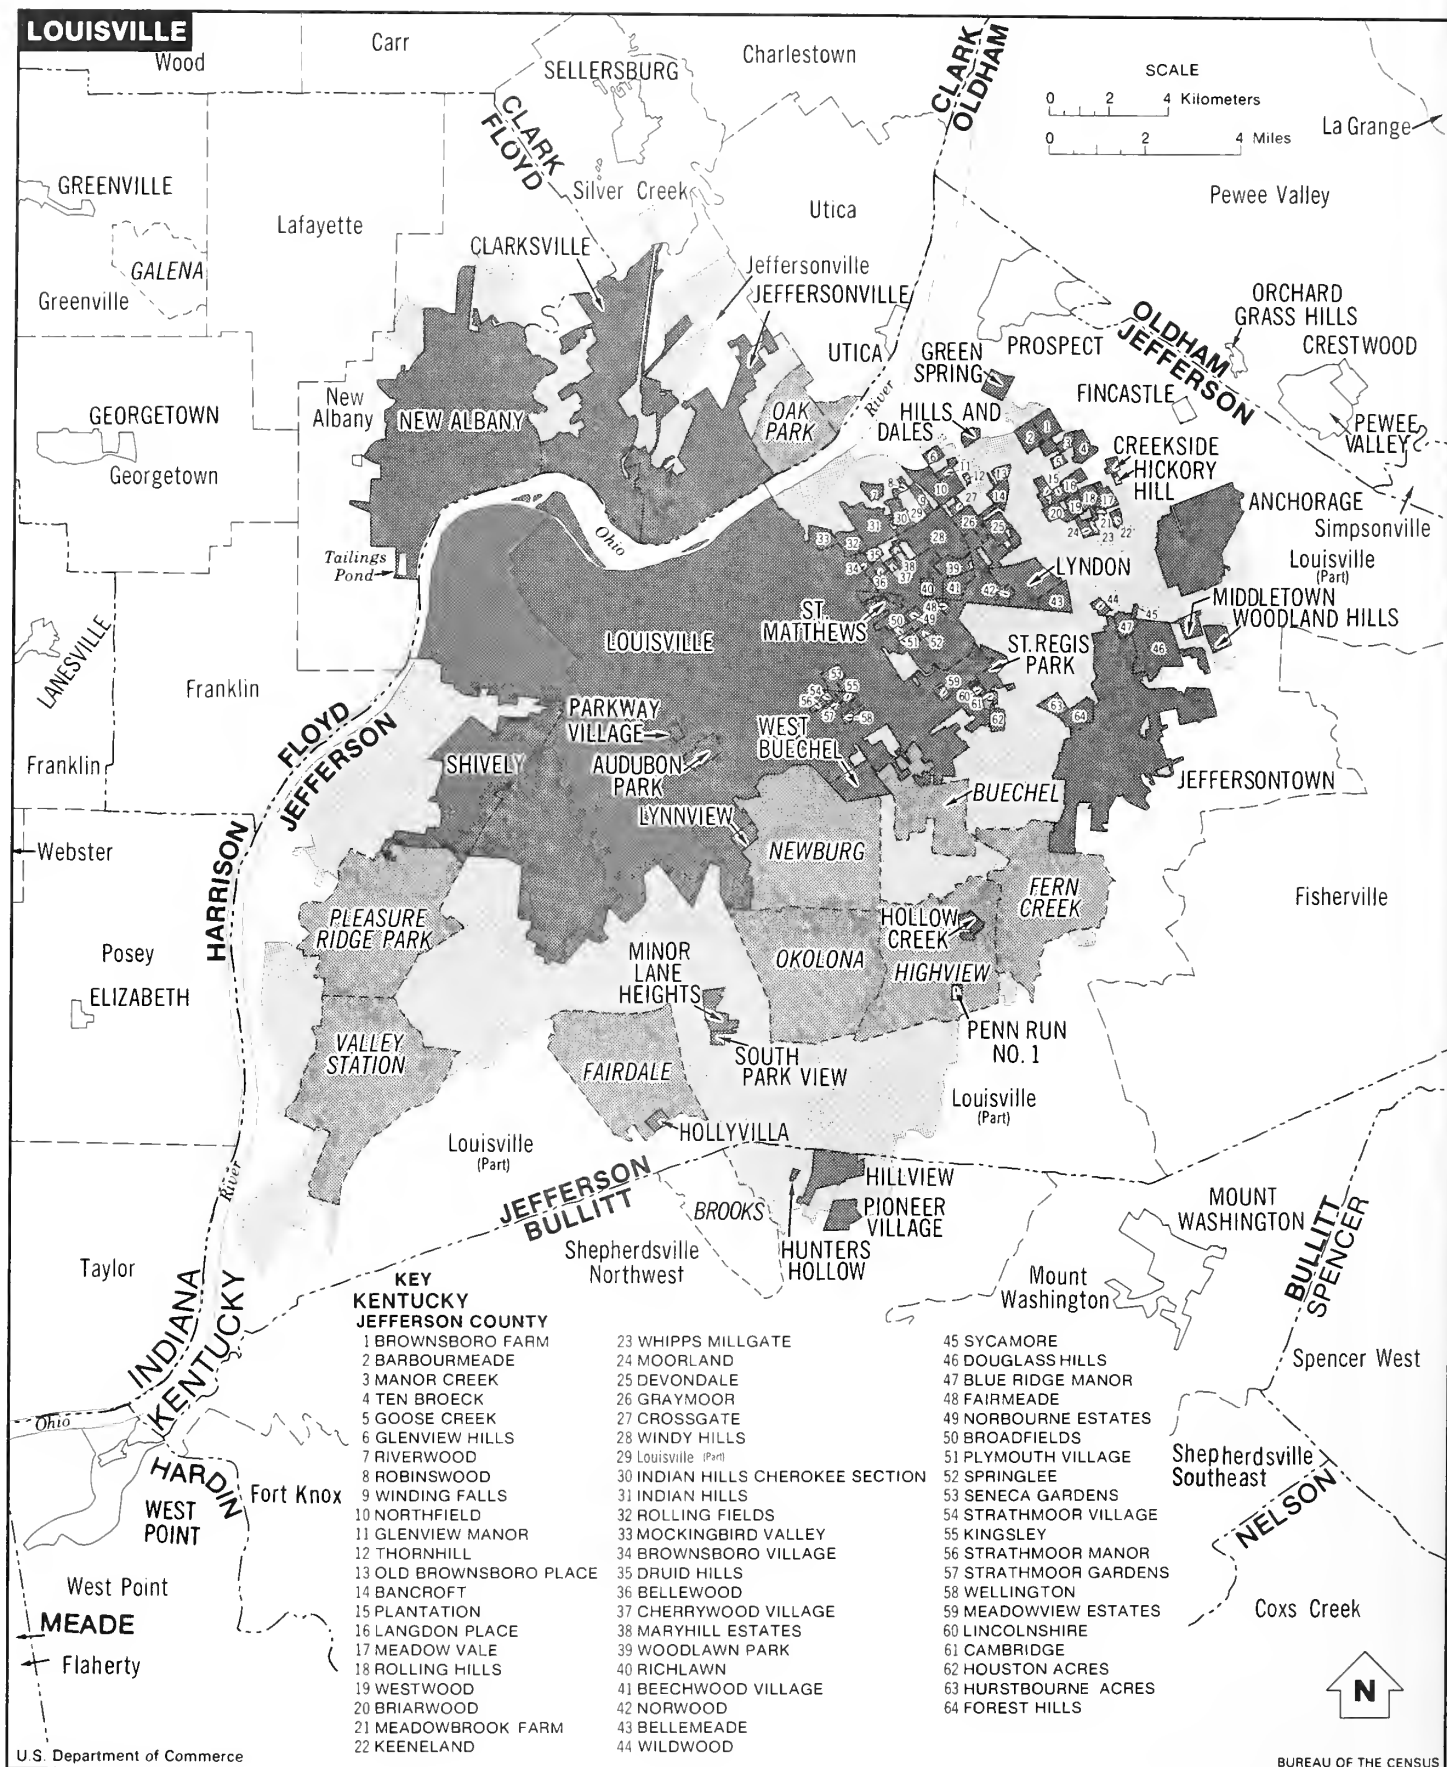 LOUISVILLE
Wood
Carr
SELLERSBURG
Charlestown
CLARK
OLDHAM
SCALE
0 2 4 Kilometers
0 2 4 Miles
La Grange
CLARK
FLOYD
GREENVILLE
Silver Creek
Pewee Valley
Lafayette
Utica
CLARKSVILLE
GALENA
Jeffersonville
JEFFERSONVILLE
Greenville
ORCHARD
GRASS HILLS
OLDHAM
JEFFERSON
CRESTWOOD
UTICA
GREEN
SPRING
PROSPECT
FINCASTLE
New
Albany
NEW ALBANY
OAK
PARK
River
HILLS AND
DALES
PEWEE
VALLEY
GEORGETOWN
Georgetown
CREEKSIDE
HICKORY
HILL
ANCHORAGE
Simpsonville
Ohio
Tailings
Pond
Louisville
(Part)
LYNDON
MIDDLETOWN
WOODLAND HILLS
ST.
MATTHEWS
LOUISVILLE
ST. REGIS
PARK
LANESVILLE
Franklin
FLOYD
JEFFERSON
PARKWAY
VILLAGE
WEST
BUECHEL
Franklin
SHIVELY
AUDUBON
PARK
JEFFERSONTOWN
BUECHEL
LYNNVIEW
HARRISON
Webster
NEWBURG
FERN
CREEK
Fisherville
PLEASURE
RIDGE PARK
HOLLOW
CREEK
Posey
MINOR
LANE
HEIGHTS
OKOLONA
HIGHVIEW
ELIZABETH
PENN RUN
NO. 1
VALLEY
STATION
FAIRDALE
SOUTH
PARK VIEW
Louisville
(Part)
HOLLYVILLA
Louisville
(Part)
JEFFERSON
BULLITT
HILLVIEW
River
BROOKS
PIONEER
VILLAGE
MOUNT
WASHINGTON
BULLITT
SPENCER
Shepherdsville
Northwest
HUNTERS
HOLLOW
Taylor
Mount
Washington
INDIANA
KENTUCKY
Spencer West
Ohio
HARDIN
Fort Knox
WEST
POINT
Shepherdsville
Southeast
NELSON
West Point
MEADE
Flaherty
Coxs Creek
KEY
KENTUCKY
JEFFERSON COUNTY
1 BROWNSBORO FARM
2 BARBOURMEADE
3 MANOR CREEK
4 TEN BROECK
5 GOOSE CREEK
6 GLENVIEW HILLS
7 RIVERWOOD
8 ROBINSWOOD
9 WINDING FALLS
10 NORTHFIELD
11 GLENVIEW MANOR
12 THORNHILL
13 OLD BROWNSBORO PLACE
14 BANCROFT
15 PLANTATION
16 LANGDON PLACE
17 MEADOW VALE
18 ROLLING HILLS
19 WESTWOOD
20 BRIARWOOD
21 MEADOWBROOK FARM
22 KEENELAND
23 WHIPPS MILLGATE
24 MOORLAND
25 DEVONDALE
26 GRAYMOOR
27 CROSSGATE
28 WINDY HILLS
29 Louisville (Part)
30 INDIAN HILLS CHEROKEE SECTION
31 INDIAN HILLS
32 ROLLING FIELDS
33 MOCKINGBIRD VALLEY
34 BROWNSBORO VILLAGE
35 DRUID HILLS
36 BELLEWOOD
37 CHERRYWOOD VILLAGE
38 MARYHILL ESTATES
39 WOODLAWN PARK
40 RICHLAWN
41 BEECHWOOD VILLAGE
42 NORWOOD
43 BELLEMEADE
44 WILDWOOD
45 SYCAMORE
46 DOUGLASS HILLS
47 BLUE RIDGE MANOR
48 FAIRMEADE
49 NORBOURNE ESTATES
50 BROADFIELDS
51 PLYMOUTH VILLAGE
52 SPRINGLEE
53 SENECA GARDENS
54 STRATHMOOR VILLAGE
55 KINGSLEY
56 STRATHMOOR MANOR
57 STRATHMOOR GARDENS
58 WELLINGTON
59 MEADOWVIEW ESTATES
60 LINCOLNSHIRE
61 CAMBRIDGE
62 HOUSTON ACRES
63 HURSTBOURNE ACRES
64 FOREST HILLS
N
U.S. Department of Commerce
BUREAU OF THE CENSUS